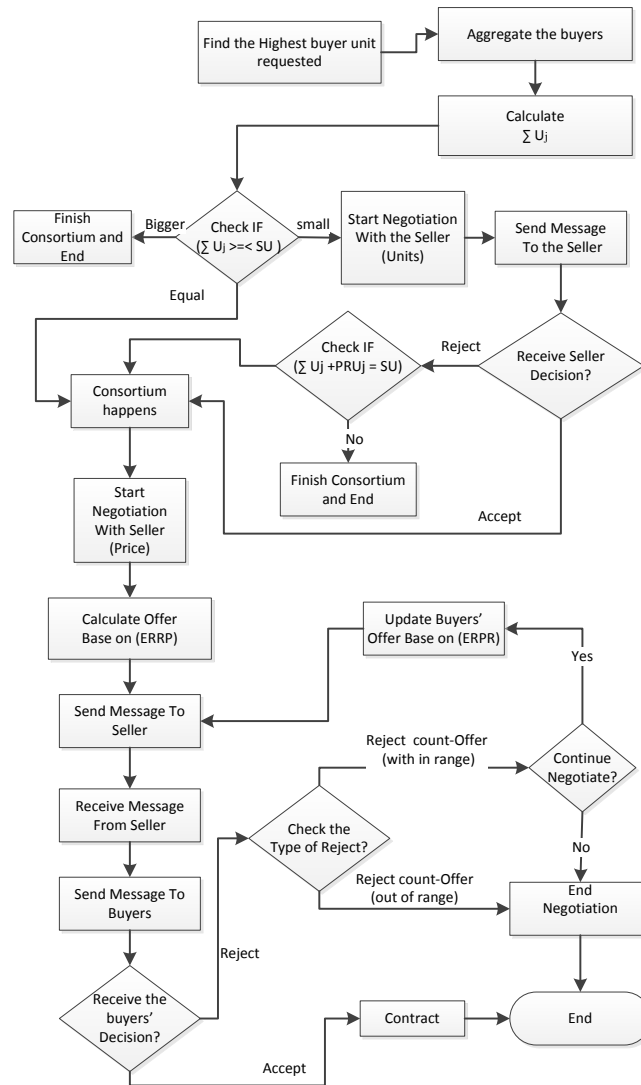 Find the Highest buyer unit
requested
Aggregate the buyers
Calculate
∑ Uj
Finish
Consortium and
End
Bigger
Check IF
(∑ Uj >=< SU )
small
Start Negotiation
With the Seller
(Units)
Send Message
To the Seller
Equal
Check IF
(∑ Uj +PRUj = SU)
Reject
Receive Seller
Decision?
Consortium
happens
No
Finish Consortium
and End
Accept
Start
Negotiation
With Seller
(Price)
Calculate Offer
Base on (ERRP)
Update Buyers'
Offer Base on (ERPR)
Yes
Send Message To
Seller
Reject count-Offer
(with in range)
Continue
Negotiate?
Receive Message
From Seller
Check the
Type of Reject?
No
Send Message To
Buyers
Reject count-Offer
(out of range)
End
Negotiation
Reject
Receive the
buyers'
Decision?
Contract
End
Accept